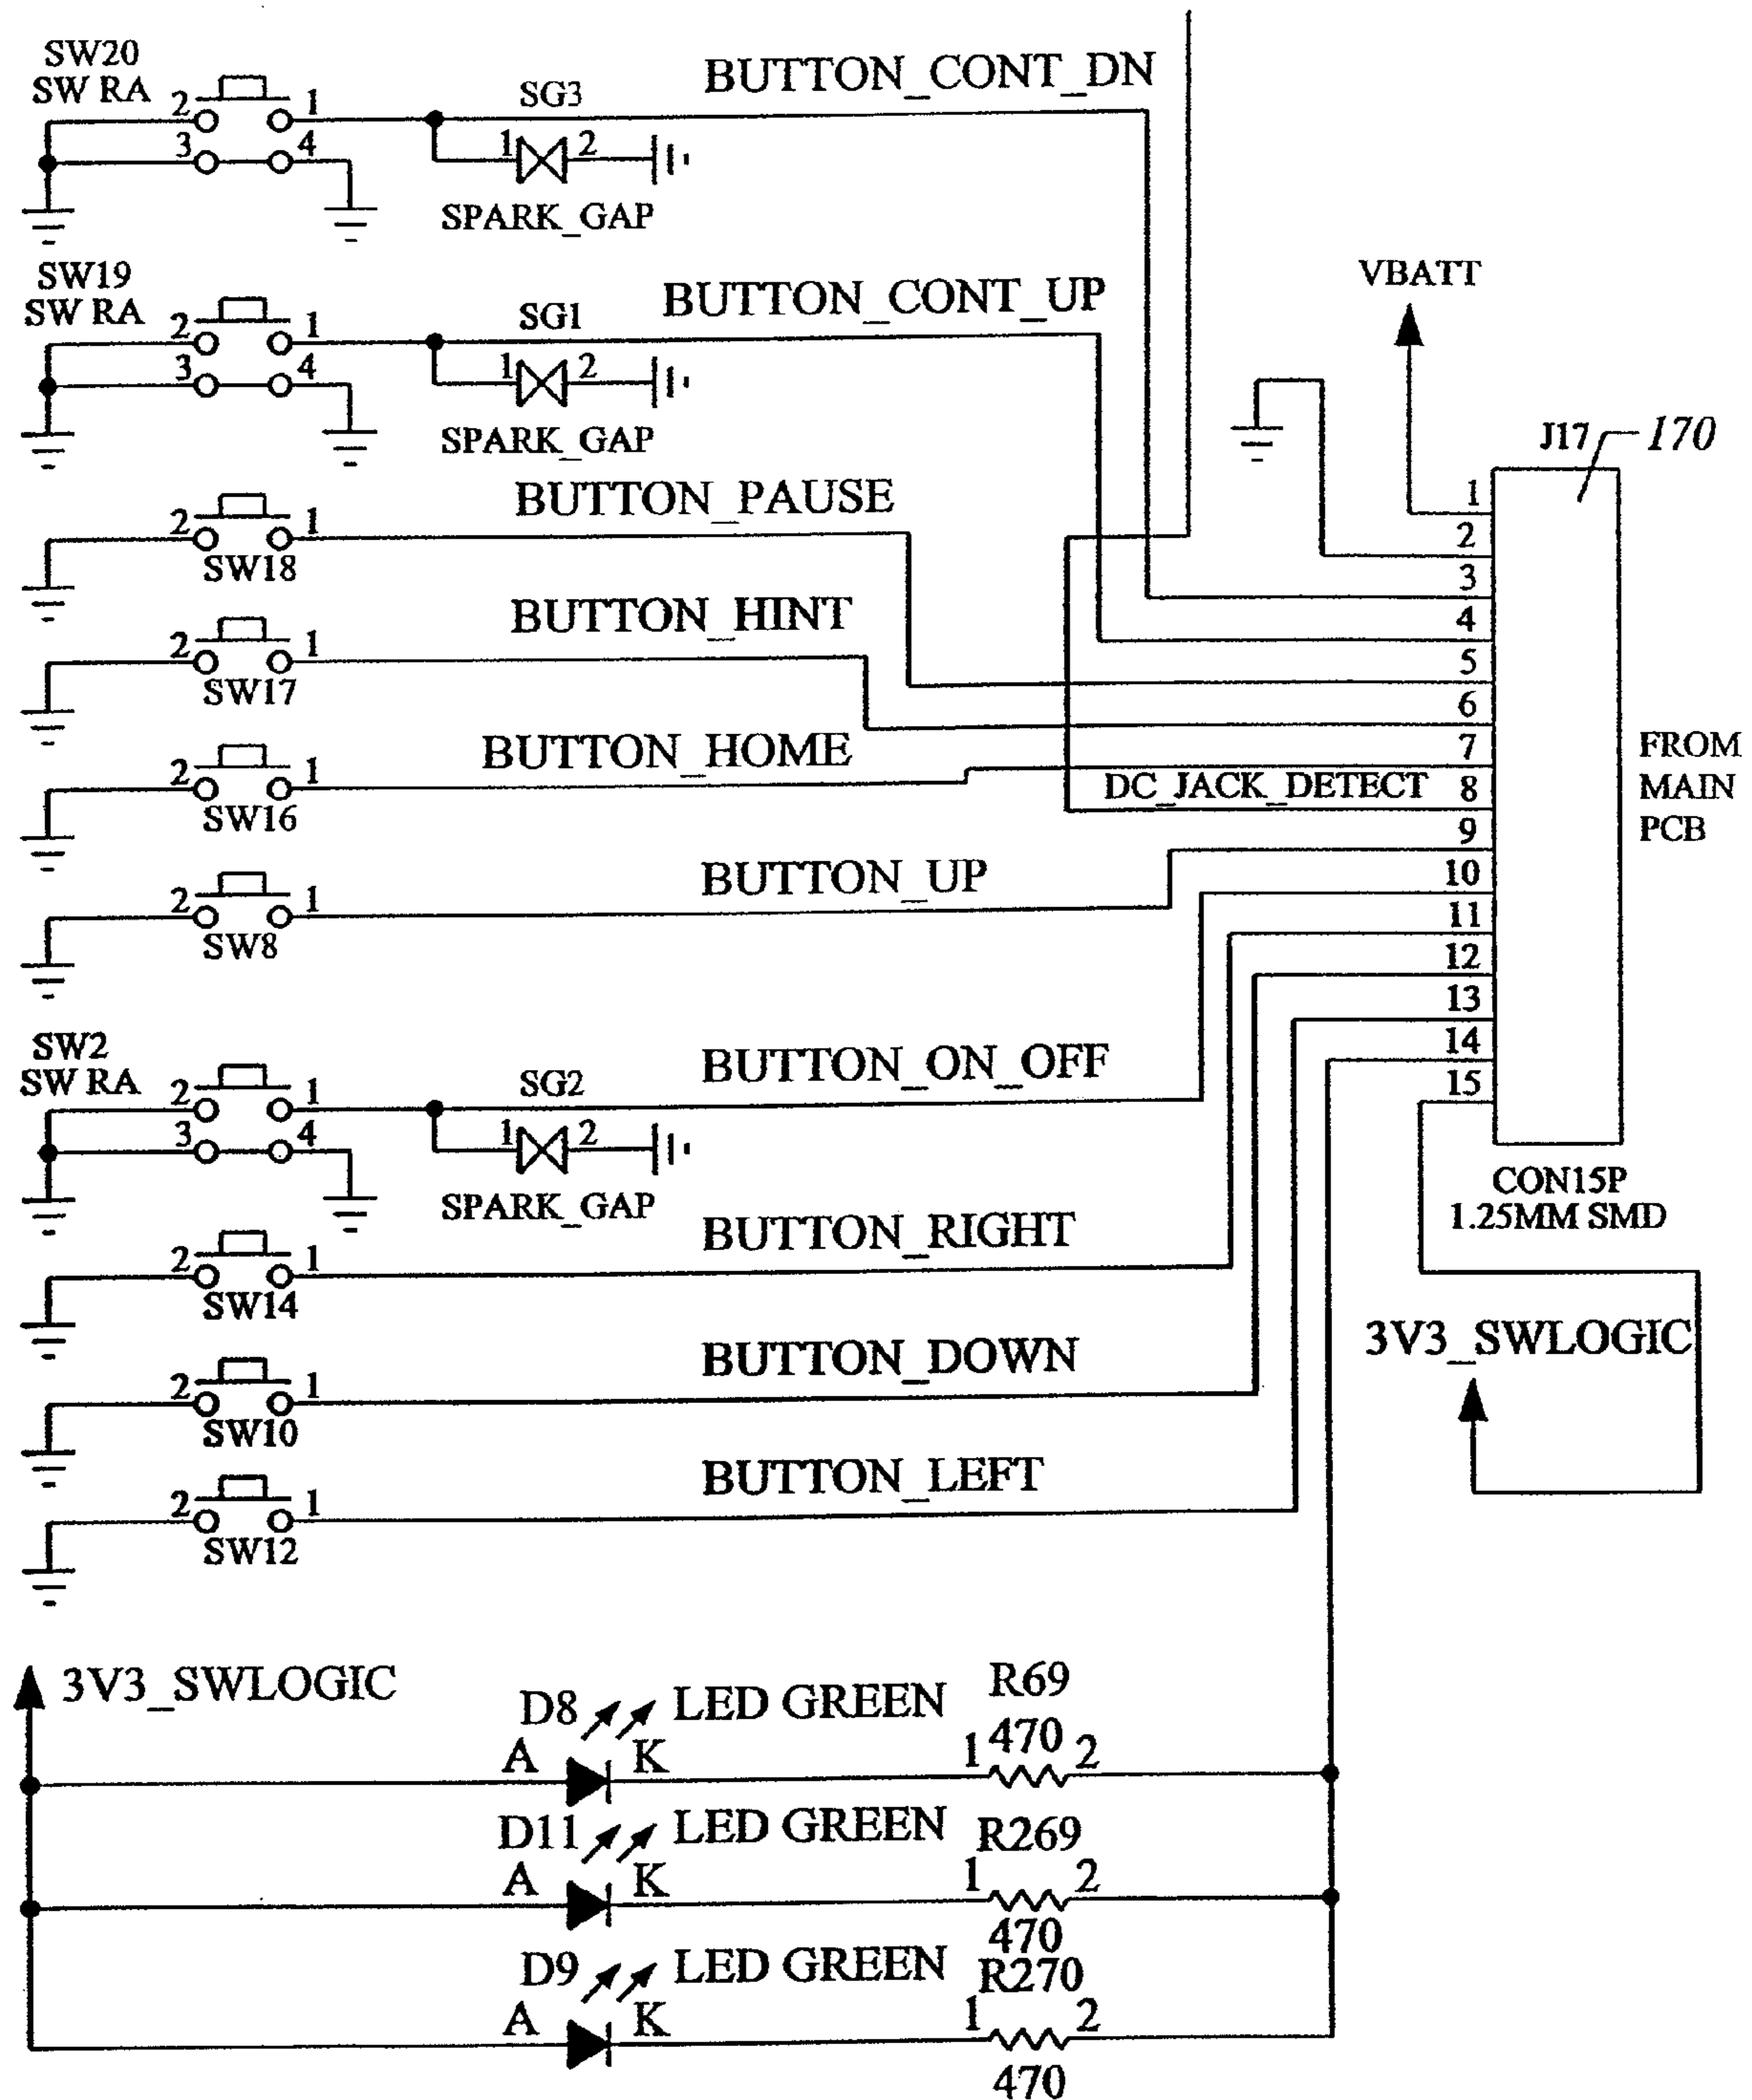 SW20
SW RA
2
1
3
4
SG3
1
2
SPARK_GAP
BUTTON_CONT_DN
SW19
SW RA
2
1
3
4
SG1
1
2
SPARK_GAP
BUTTON_CONT_UP
2
1
SW18
BUTTON_PAUSE
2
1
SW17
BUTTON_HINT
2
1
SW16
BUTTON_HOME
2
1
SW8
BUTTON_UP
SW2
SW RA
2
1
3
4
SG2
1
2
SPARK_GAP
BUTTON_ON_OFF
2
1
SW14
BUTTON_RIGHT
2
1
SW10
BUTTON_DOWN
2
1
SW12
BUTTON_LEFT
VBATT
J17
170
1
2
3
4
5
6
7
DC_JACK_DETECT 8
9
10
11
12
13
14
15
FROM
MAIN
PCB
CON15P
1.25MM SMD
3V3_SWLOGIC
3V3_SWLOGIC
D8
LED GREEN
A
K
R69
470
1
2
D11
LED GREEN
A
K
R269
1
2
470
D9
LED GREEN
A
K
R270
1
2
470